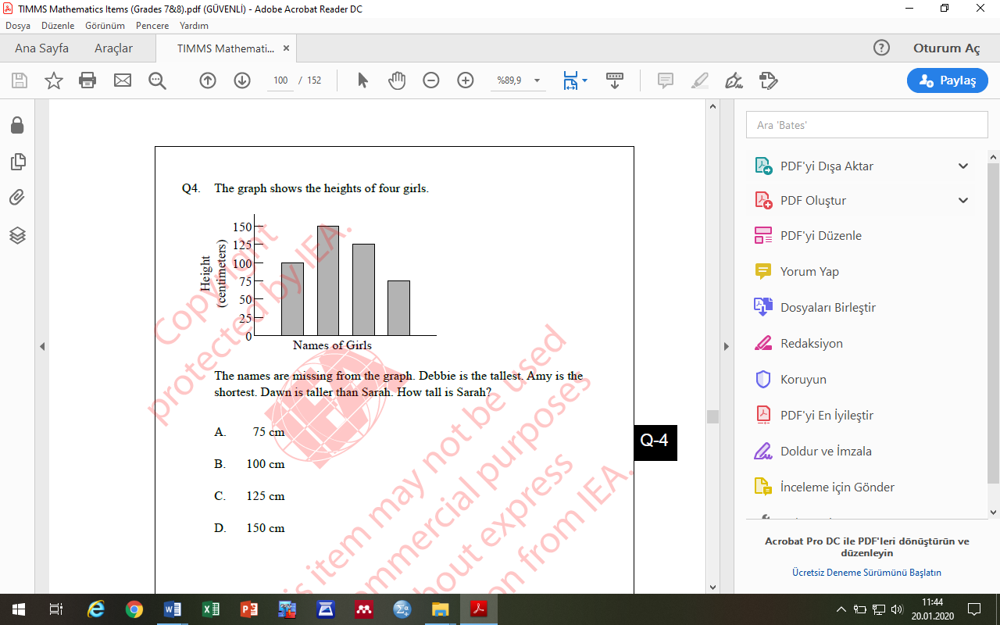 TIMMS Mathematics Items (Grades 7&8).pdf (GÜVENLİ) - Adobe Acrobat Reader DC
Dosya Düzenle Görünüm Pencere Yardım
Ana Sayfa Araçlar TIMMS Mathemati... × ? Oturum Aç
100 / 152 %89,9 Paylaş
Ara 'Bates'
PDF'yi Dışa Aktar
PDF Oluştur
PDF'yi Düzenle
Yorum Yap
Dosyaları Birleştir
Redaksiyon
Koruyun
PDF'yi En İyileştir
Doldur ve İmzala
İnceleme için Gönder
Acrobat Pro DC ile PDF'leri dönüştürün ve
düzenleyin
Ücretsiz Deneme Sürümünü Başlatın
Q4. The graph shows the heights of four girls.
Height
(centimeters)
150
125
100
75
50
25
0
Names of Girls
The names are missing from the graph. Debbie is the tallest. Amy is the
shortest. Dawn is taller than Sarah. How tall is Sarah?
A. 75 cm
B. 100 cm
C. 125 cm
D. 150 cm
Q-4
Copyright
protected by IEA.
IEA
is item may not be used
ommercial purposes
hout express
on from IEA.
11:44
20.01.2020